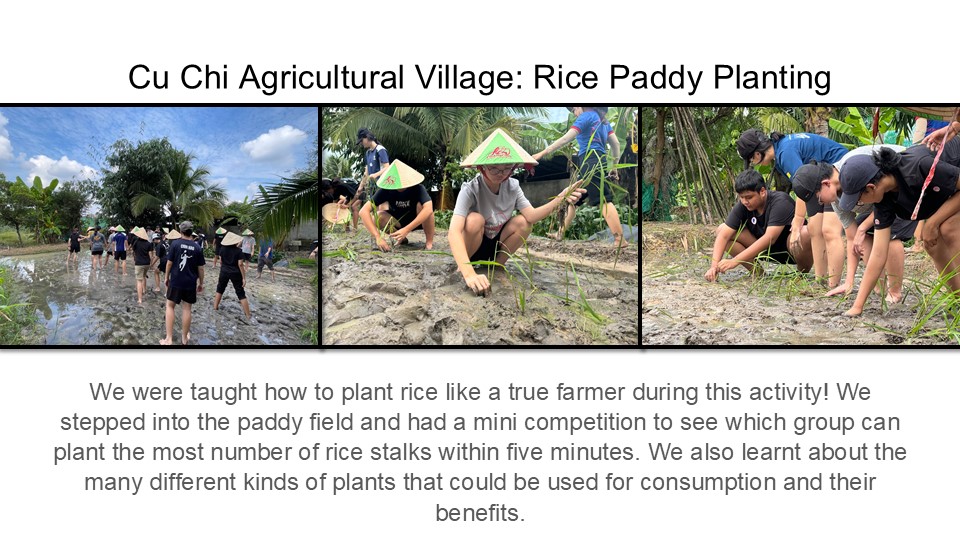 Cu Chi Agricultural Village: Rice Paddy Planting
We were taught how to plant rice like a true farmer during this activity! We
stepped into the paddy field and had a mini competition to see which group can
plant the most number of rice stalks within five minutes. We also learnt about the
many different kinds of plants that could be used for consumption and their
benefits.